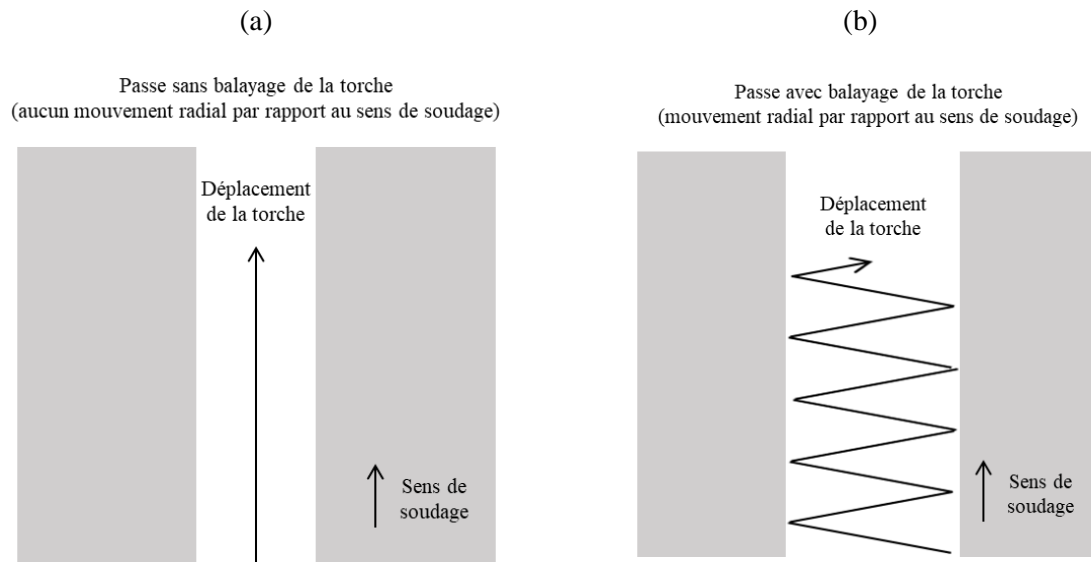 (a)
Passe sans balayage de la torche
(aucun mouvement radial par rapport au sens de soudage)
Déplacement
de la torche
Sens de
soudage
(b)
Passe avec balayage de la torche
(mouvement radial par rapport au sens de soudage)
Déplacement
de la torche
Sens de
soudage